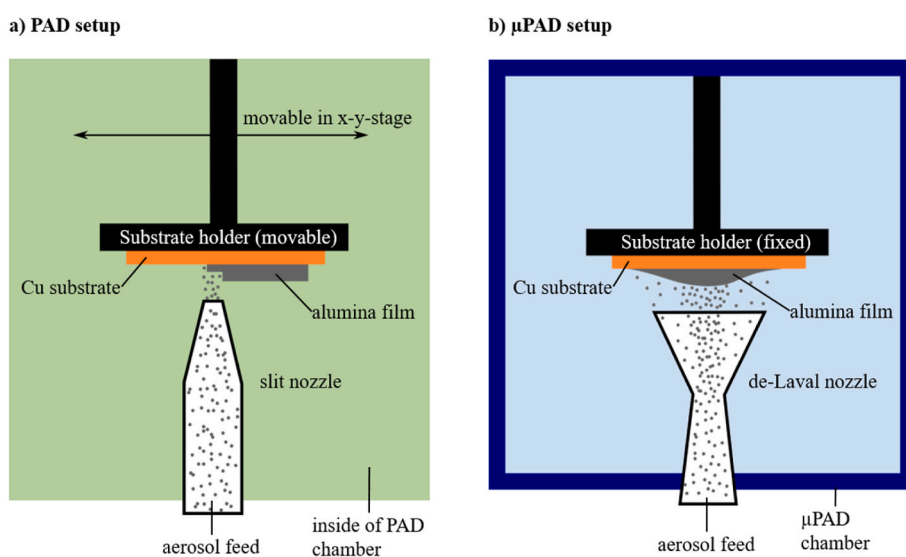 a) PAD setup
movable in x-y-stage
Substrate holder (movable)
Cu substrate
alumina film
slit nozzle
aerosol feed
inside of PAD
chamber
b) µPAD setup
Substrate holder (fixed)
Cu substrate
alumina film
de-Laval nozzle
aerosol feed
µPAD
chamber